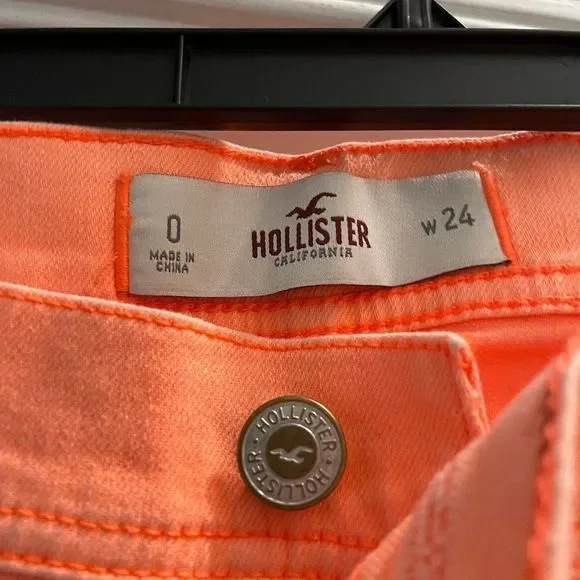 0
MADE IN
CHINA
HOLLISTER
CALIFORNIA
W 24
HOLLISTER • HOLLISTER •